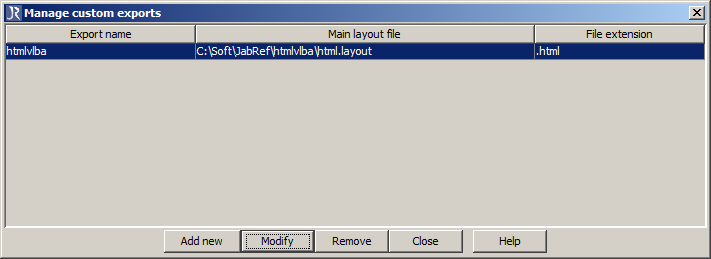 Manage custom exports
Export name Main layout file File extension
htmlvlba C:\Soft\JabRef\htmlvlba\html.layout .html
Add new Modify Remove Close Help